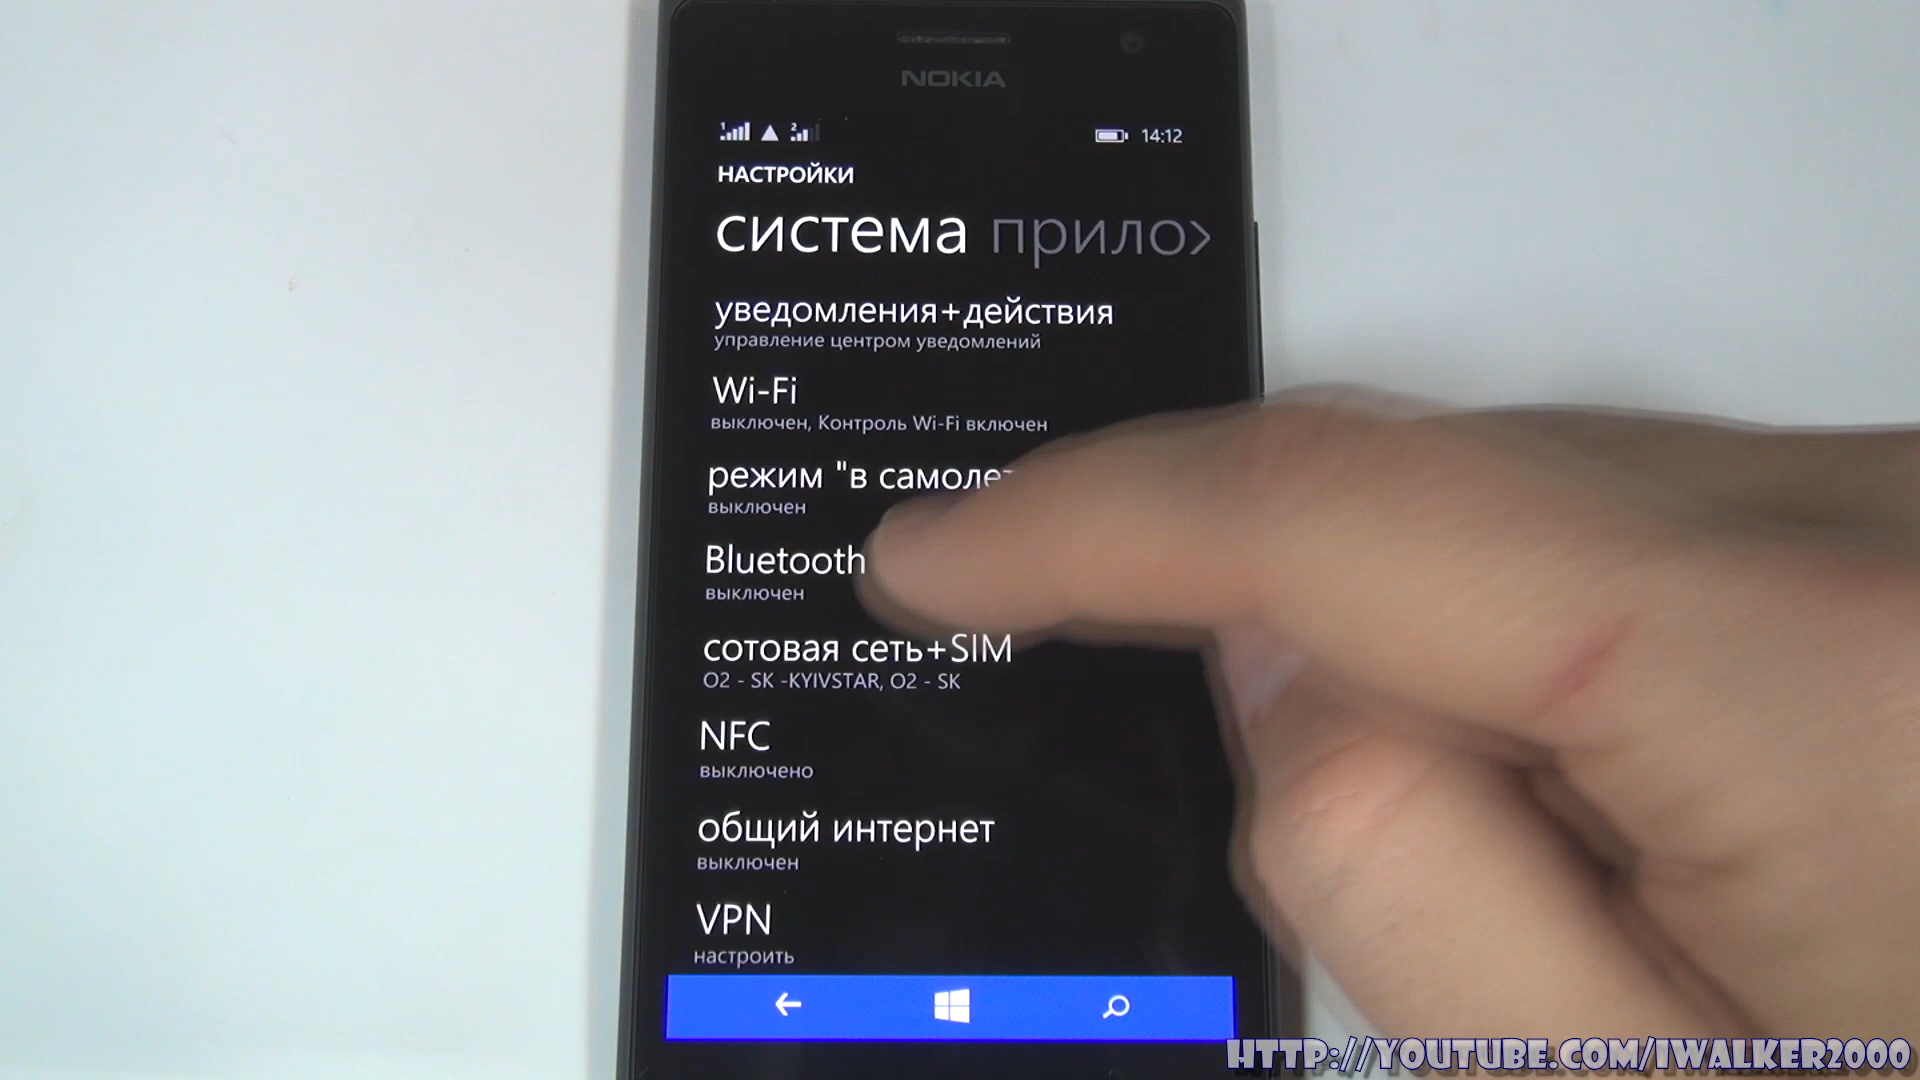 NOKIA
1 2 14:12
НАСТРОЙКИ
система прило
уведомления+действия
управление центром уведомлений
Wi-Fi
выключен, Контроль Wi-Fi включен
режим "в самоле
выключен
Bluetooth
выключен
сотовая сеть+SIM
O2 - SK -KYIVSTAR, O2 - SK
NFC
выключено
общий интернет
выключен
VPN
настроить
HTTP://YOUTUBE.COM/IWALKER2000